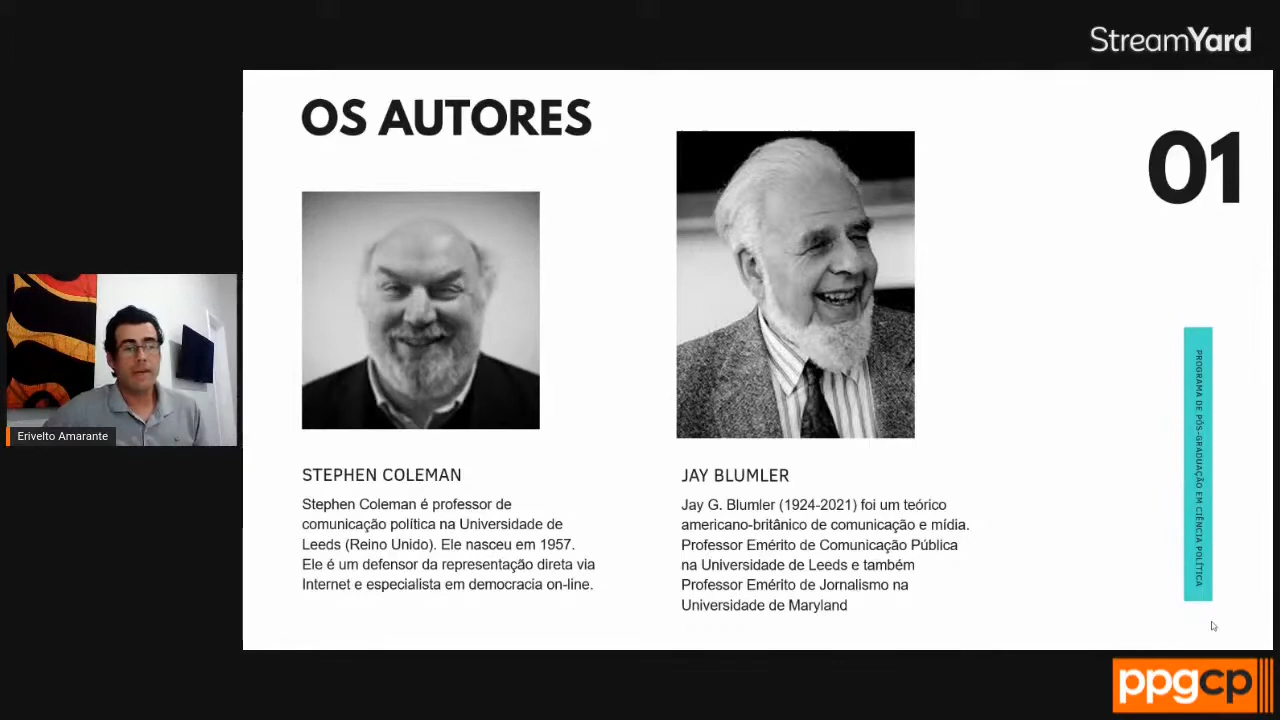 StreamYard
OS AUTORES
01
STEPHEN COLEMAN
Stephen Coleman é professor de
comunicação política na Universidade de
Leeds (Reino Unido). Ele nasceu em 1957.
Ele é um defensor da representação direta via
Internet e especialista em democracia on-line.
JAY BLUMLER
Jay G. Blumler (1924-2021) foi um teórico
americano-britânico de comunicação e mídia.
Professor Emérito de Comunicação Pública
na Universidade de Leeds e também
Professor Emérito de Jornalismo na
Universidade de Maryland
PROGRAMA DE PÓS-GRADUAÇÃO EM CIÊNCIA POLÍTICA
Erivelto Amarante
ppgcp